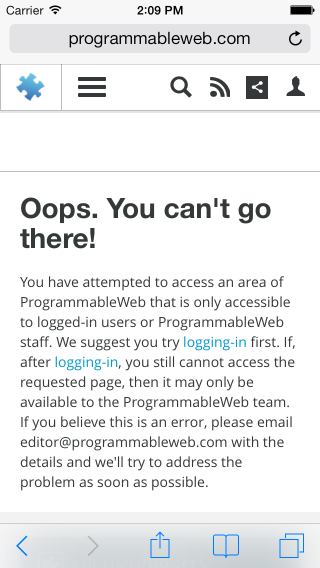 Carrier 2:09 PM
programmableweb.com
Oops. You can't go
there!
You have attempted to access an area of
ProgrammableWeb that is only accessible
to logged-in users or ProgrammableWeb
staff. We suggest you try logging-in first. If,
after logging-in, you still cannot access the
requested page, then it may only be
available to the ProgrammableWeb team.
If you believe this is an error, please email
editor@programmableweb.com with the
details and we'll try to address the
problem as soon as possible.